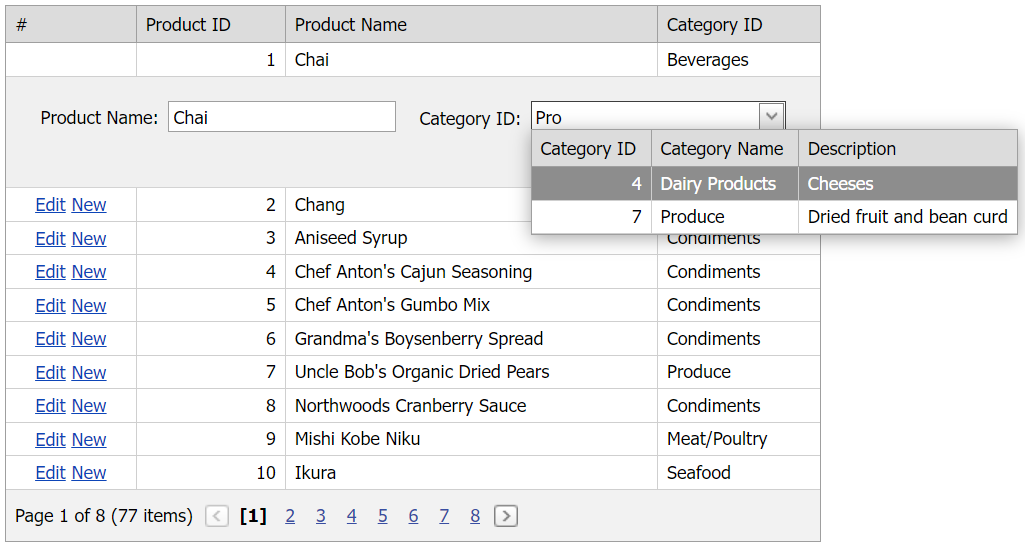 # Product ID Product Name Category ID
1 Chai Beverages
Product Name: Chai Category ID: Pro
Category ID Category Name Description
4 Dairy Products Cheeses
7 Produce Dried fruit and bean curd
Edit New 2 Chang
Edit New 3 Aniseed Syrup Condiments
Edit New 4 Chef Anton's Cajun Seasoning Condiments
Edit New 5 Chef Anton's Gumbo Mix Condiments
Edit New 6 Grandma's Boysenberry Spread Condiments
Edit New 7 Uncle Bob's Organic Dried Pears Produce
Edit New 8 Northwoods Cranberry Sauce Condiments
Edit New 9 Mishi Kobe Niku Meat/Poultry
Edit New 10 Ikura Seafood
Page 1 of 8 (77 items) < [1] 2 3 4 5 6 7 8 >